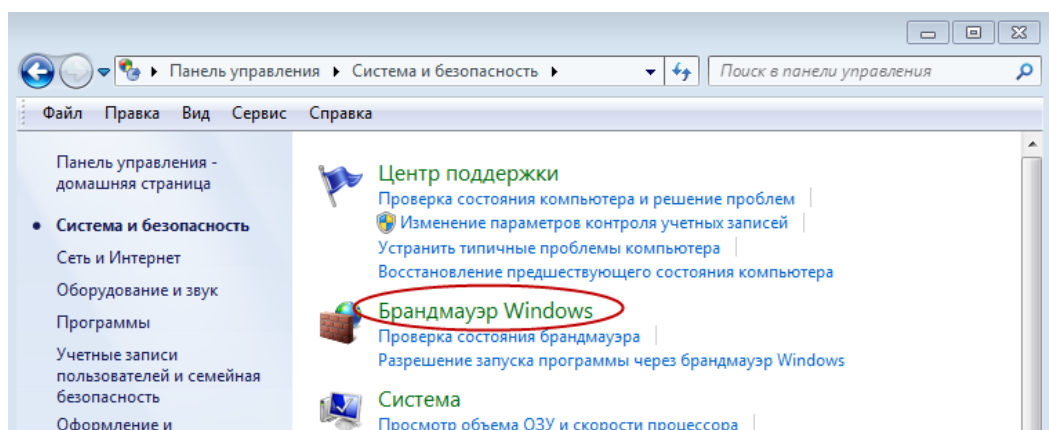 Панель управления ▸ Система и безопасность ▸
Поиск в панели управления
Файл Правка Вид Сервис Справка
Панель управления -
домашняя страница
Система и безопасность
Сеть и Интернет
Оборудование и звук
Программы
Учетные записи
пользователей и семейная
безопасность
Оформление и
Центр поддержки
Проверка состояния компьютера и решение проблем
Изменение параметров контроля учетных записей
Устранить типичные проблемы компьютера
Восстановление предшествующего состояния компьютера
Брандмауэр Windows
Проверка состояния брандмауэра
Разрешение запуска программы через брандмауэр Windows
Система
Просмотр объема ОЗУ и скорости процессора